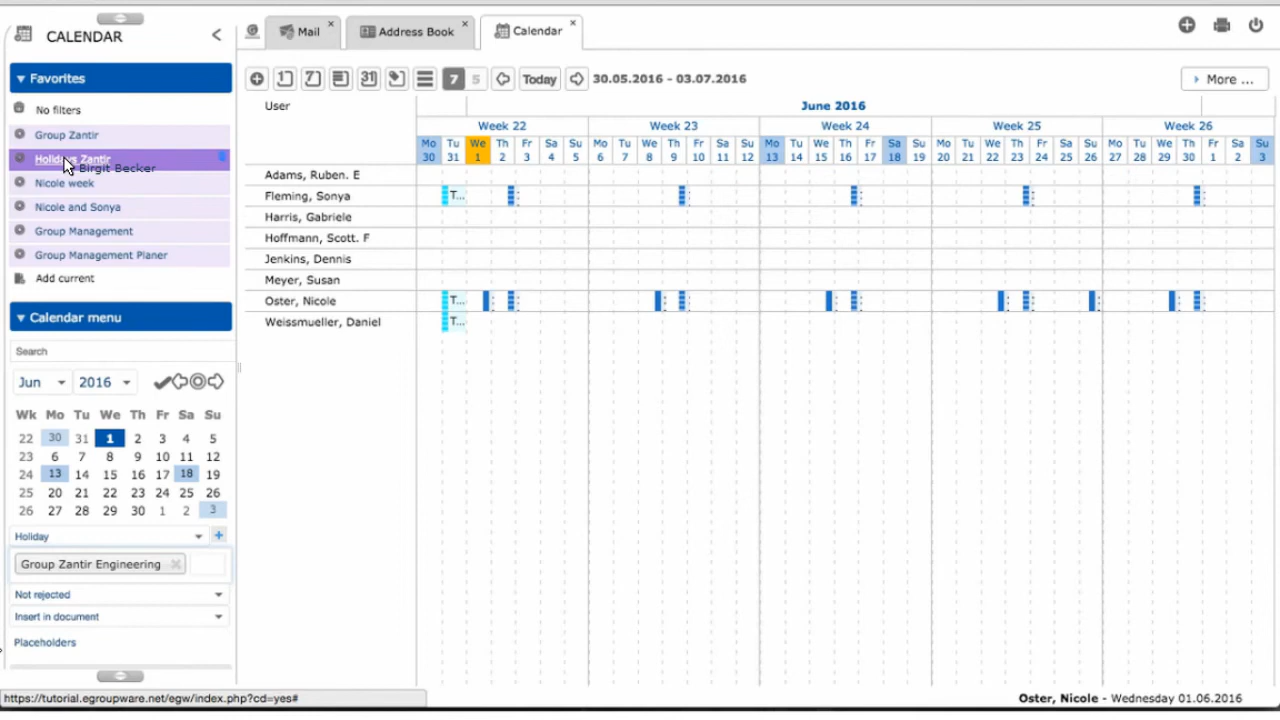 CALENDAR
Favorites
No filters
Group Zantir
Holidays Zantir
Birgit Becker
Nicole week
Nicole and Sonya
Group Management
Group Management Planer
Add current
Calendar menu
Search
Jun 2016
Wk Mo Tu We Th Fr Sa Su
22 30 31 1 2 3 4 5
23 6 7 8 9 10 11 12
24 13 14 15 16 17 18 19
25 20 21 22 23 24 25 26
26 27 28 29 30 1 2 3
Holiday
Group Zantir Engineering
Not rejected
Insert in document
Placeholders
https://tutorial.egroupware.net/egw/index.php?cd=yes#
Mail Address Book Calendar
31 7 5 Today 30.05.2016 - 03.07.2016 More ...
User June 2016
Week 22 Week 23 Week 24 Week 25 Week 26
Mo Tu We Th Fr Sa Su Mo Tu We Th Fr Sa Su Mo Tu We Th Fr Sa Su Mo Tu We Th Fr Sa Su Mo Tu We Th Fr Sa Su
30 31 1 2 3 4 5 6 7 8 9 10 11 12 13 14 15 16 17 18 19 20 21 22 23 24 25 26 27 28 29 30 1 2 3
Adams, Ruben. E
Fleming, Sonya T...
Harris, Gabriele
Hoffmann, Scott. F
Jenkins, Dennis
Meyer, Susan
Oster, Nicole T...
Weissmueller, Daniel T...
Oster, Nicole - Wednesday 01.06.2016